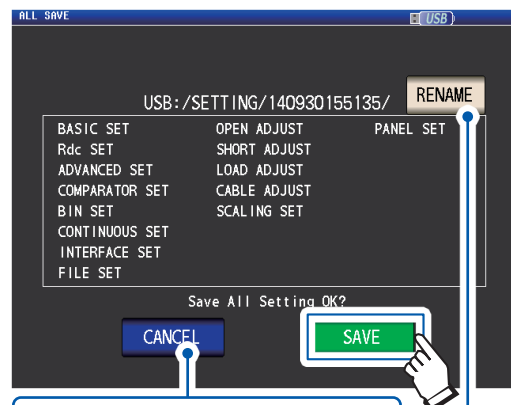 ALL SAVE USB
RENAME
USB:/SETTING/140930155135/
BASIC SET OPEN ADJUST PANEL SET
Rdc SET SHORT ADJUST
ADVANCED SET LOAD ADJUST
COMPARATOR SET CABLE ADJUST
BIN SET SCALING SET
CONTINUOUS SET
INTERFACE SET
FILE SET
Save All Setting OK?
CANCEL SAVE